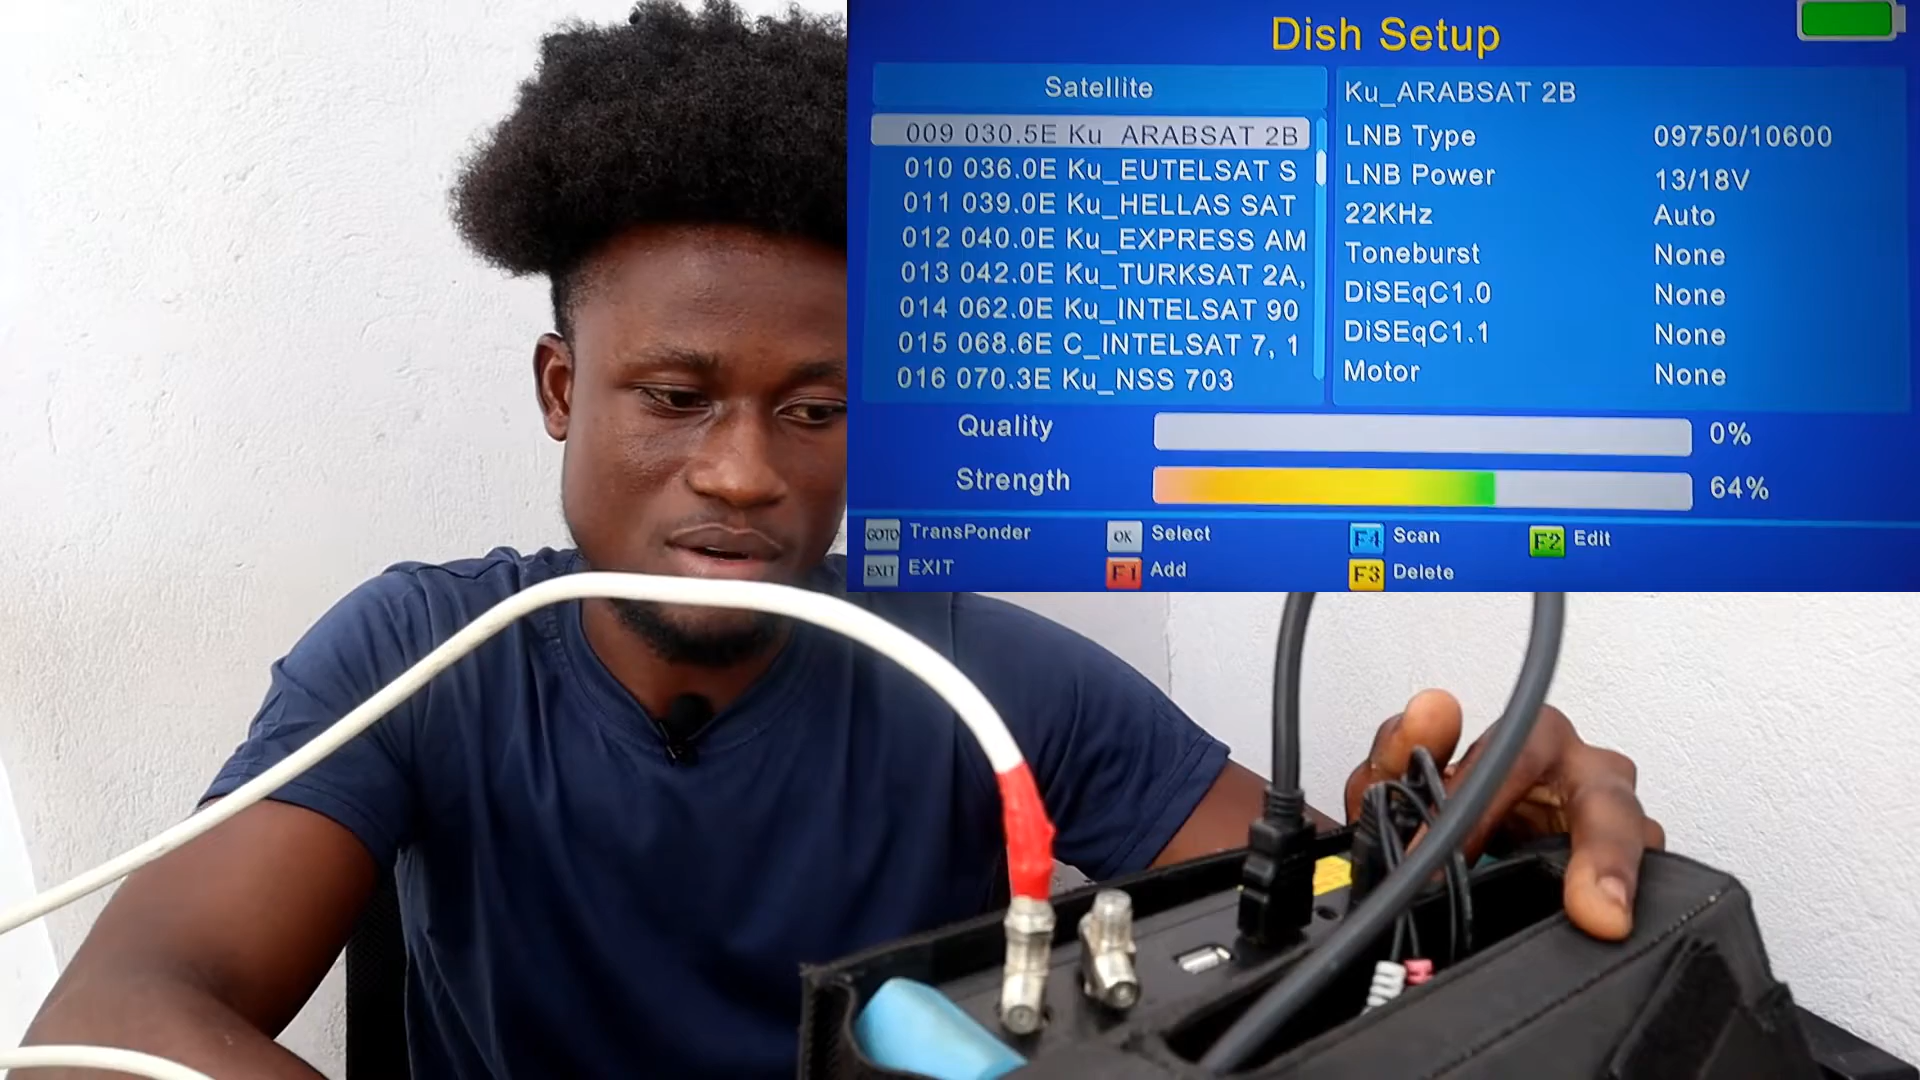 Dish Setup
Satellite
009 030.5E Ku_ARABSAT 2B
010 036.0E Ku_EUTELSAT S
011 039.0E Ku_HELLAS SAT
012 040.0E Ku_EXPRESS AM
013 042.0E Ku_TURKSAT 2A,
014 062.0E Ku_INTELSAT 90
015 068.6E C_INTELSAT 7, 1
016 070.3E Ku_NSS 703
Ku_ARABSAT 2B
LNB Type 09750/10600
LNB Power 13/18V
22KHz Auto
Toneburst None
DiSEqC1.0 None
DiSEqC1.1 None
Motor None
Quality 0%
Strength 64%
GOTO TransPonder OK Select F4 Scan F2 Edit
EXIT EXIT F1 Add F3 Delete